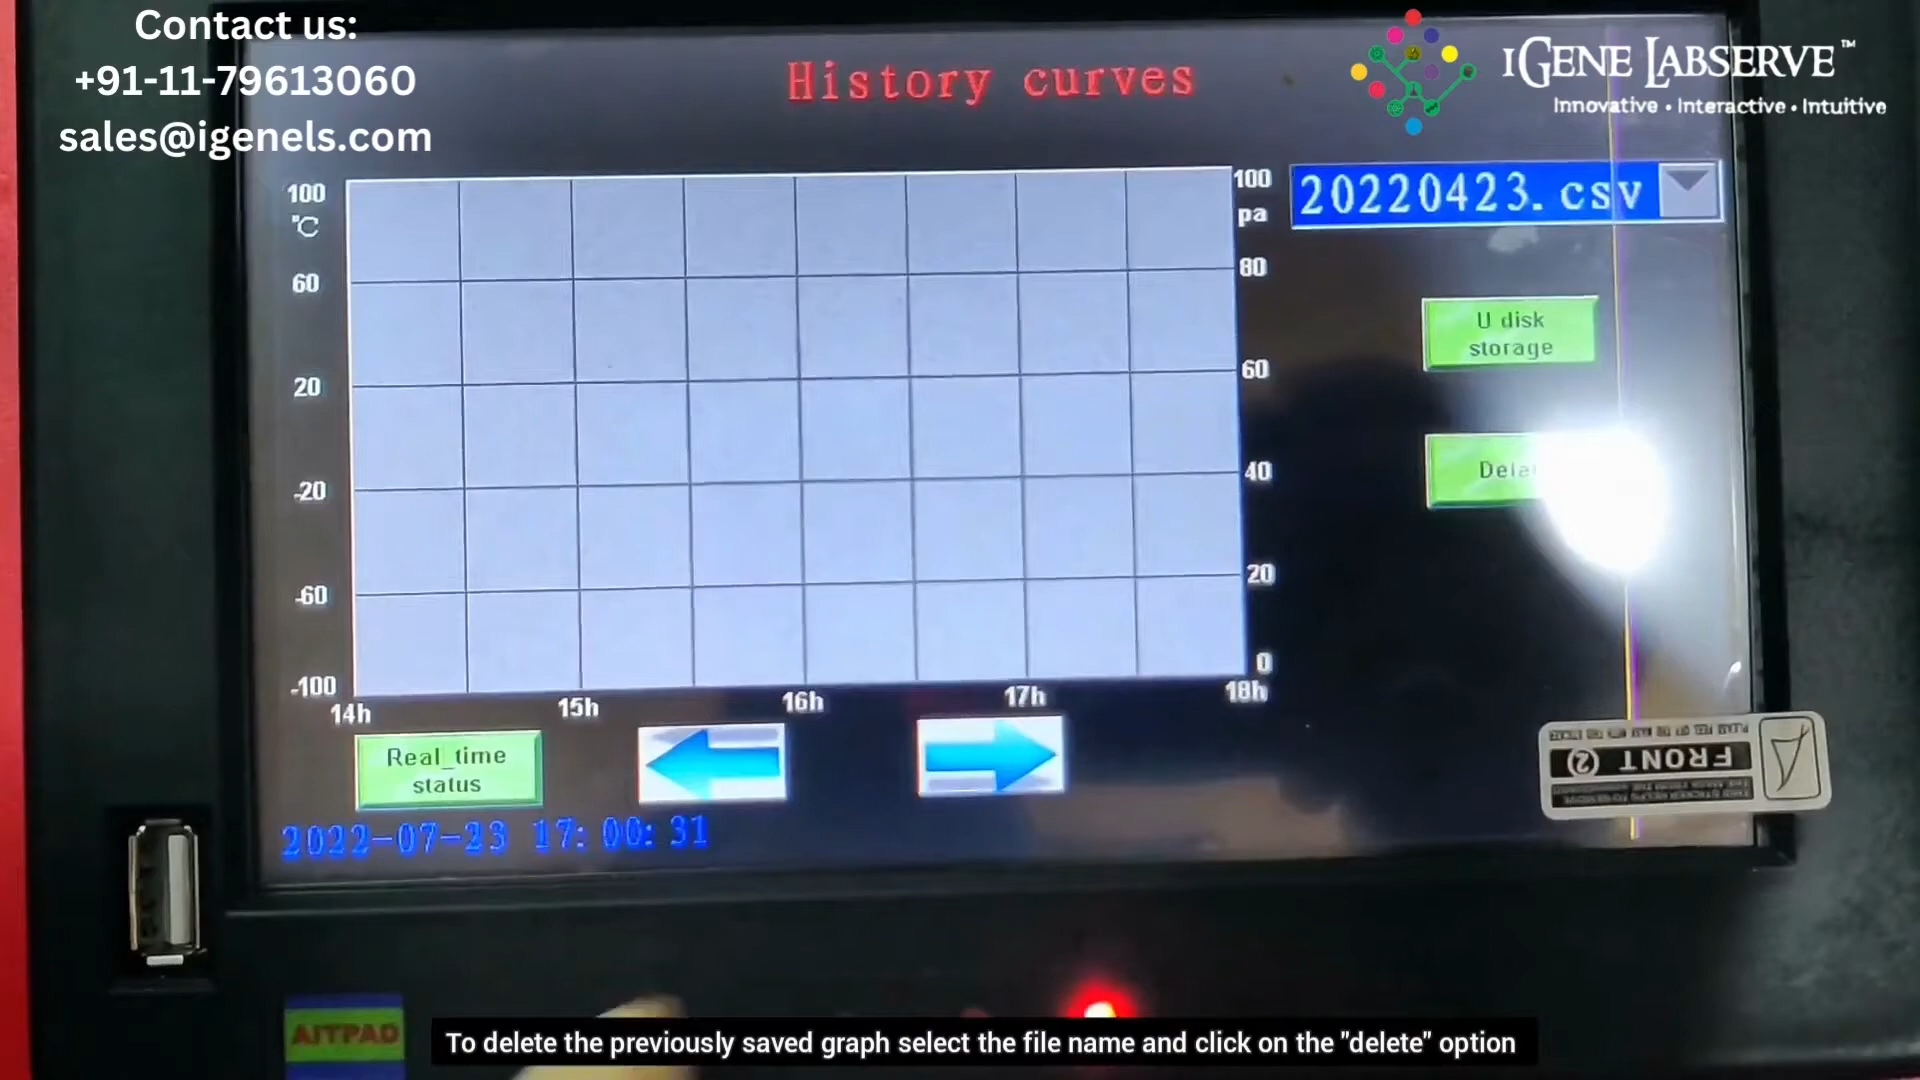 Contact us:
+91-11-79613060
sales@igenels.com
History curves
iGENE LABSERVE™
Innovative • Interactive • Intuitive
100
°C
60
20
-20
-60
-100
100
pa
80
60
40
20
0
14h
15h
16h
17h
18h
20220423.csv
U disk
storage
Dele
Real_time
status
2022-07-23 17:00:31
FRONT (2)
AITPAD
To delete the previously saved graph select the file name and click on the "delete" option